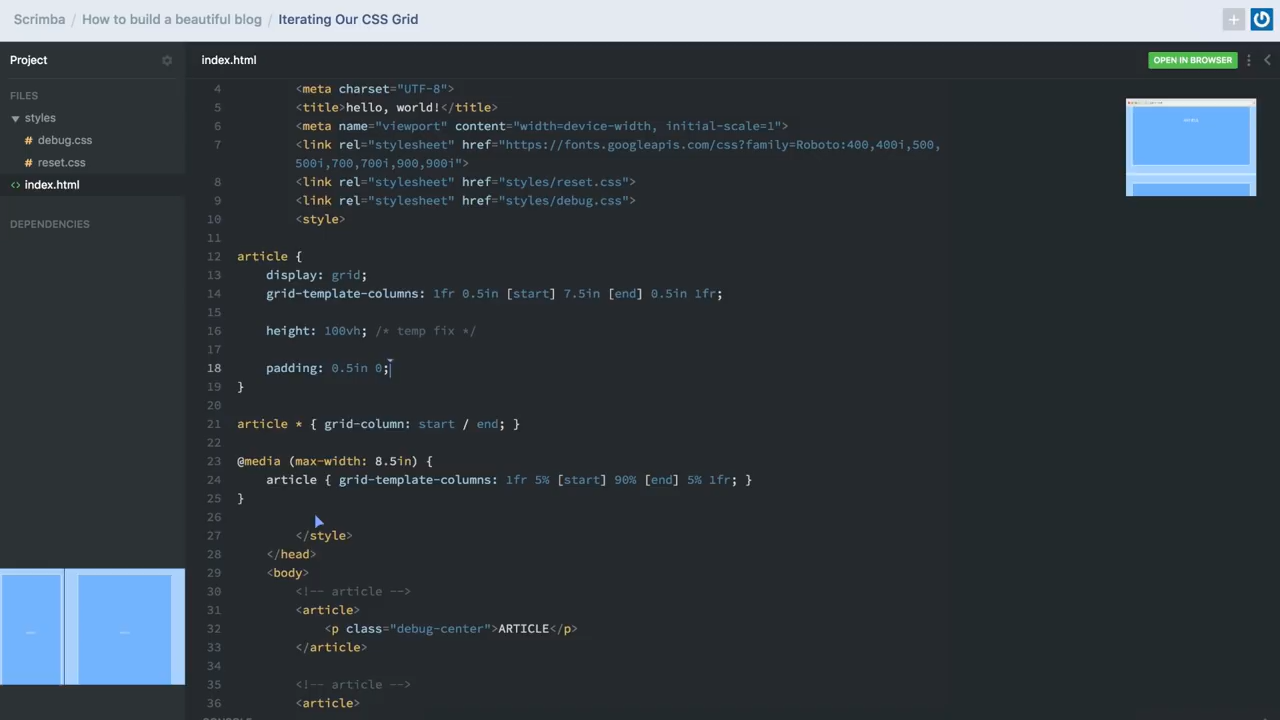 Scrimba / How to build a beautiful blog / Iterating Our CSS Grid
Project
index.html
OPEN IN BROWSER
FILES
styles
# debug.css
# reset.css
<> index.html
DEPENDENCIES
4 <meta charset="UTF-8">
5 <title>hello, world!</title>
6 <meta name="viewport" content="width=device-width, initial-scale=1">
7 <link rel="stylesheet" href="https://fonts.googleapis.com/css?family=Roboto:400,400i,500,
500i,700,700i,900,900i">
8 <link rel="stylesheet" href="styles/reset.css">
9 <link rel="stylesheet" href="styles/debug.css">
10 <style>
11
12 article {
13 display: grid;
14 grid-template-columns: 1fr 0.5in [start] 7.5in [end] 0.5in 1fr;
15
16 height: 100vh; /* temp fix */
17
18 padding: 0.5in 0;
19 }
20
21 article * { grid-column: start / end; }
22
23 @media (max-width: 8.5in) {
24 article { grid-template-columns: 1fr 5% [start] 90% [end] 5% 1fr; }
25 }
26
27 </style>
28 </head>
29 <body>
30 <!-- article -->
31 <article>
32 <p class="debug-center">ARTICLE</p>
33 </article>
34
35 <!-- article -->
36 <article>